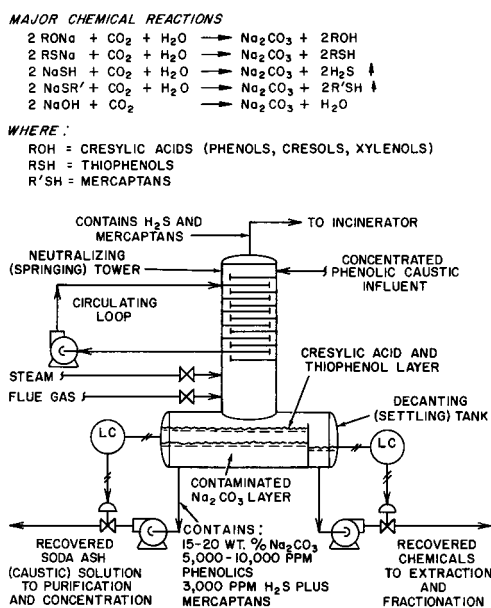 MAJOR CHEMICAL REACTIONS
2 RONa + CO2 + H2O → Na2CO3 + 2ROH
2 RSNa + CO2 + H2O → Na2CO3 + 2RSH
2 NaSH + CO2 + H2O → Na2CO3 + 2H2S ↑
2 NaSR' + CO2 + H2O → Na2CO3 + 2R'SH ↑
2 NaOH + CO2 → Na2CO3 + H2O
WHERE:
ROH = CRESYLIC ACIDS (PHENOLS, CRESOLS, XYLENOLS)
RSH = THIOPHENOLS
R'SH = MERCAPTANS
CONTAINS H2S AND
MERCAPTANS
TO INCINERATOR
NEUTRALIZING
(SPRINGING) TOWER
CONCENTRATED
PHENOLIC CAUSTIC
INFLUENT
CIRCULATING
LOOP
CRESYLIC ACID AND
THIOPHENOL LAYER
STEAM
FLUE GAS
DECANTING
(SETTLING) TANK
LC
LC
CONTAMINATED
Na2CO3 LAYER
CONTAINS:
15-20 WT. % Na2CO3
5,000-10,000 PPM
PHENOLICS
3,000 PPM H2S PLUS
MERCAPTANS
RECOVERED
SODA ASH
(CAUSTIC) SOLUTION
TO PURIFICATION
AND CONCENTRATION
RECOVERED
CHEMICALS
TO EXTRACTION
AND
FRACTIONATION